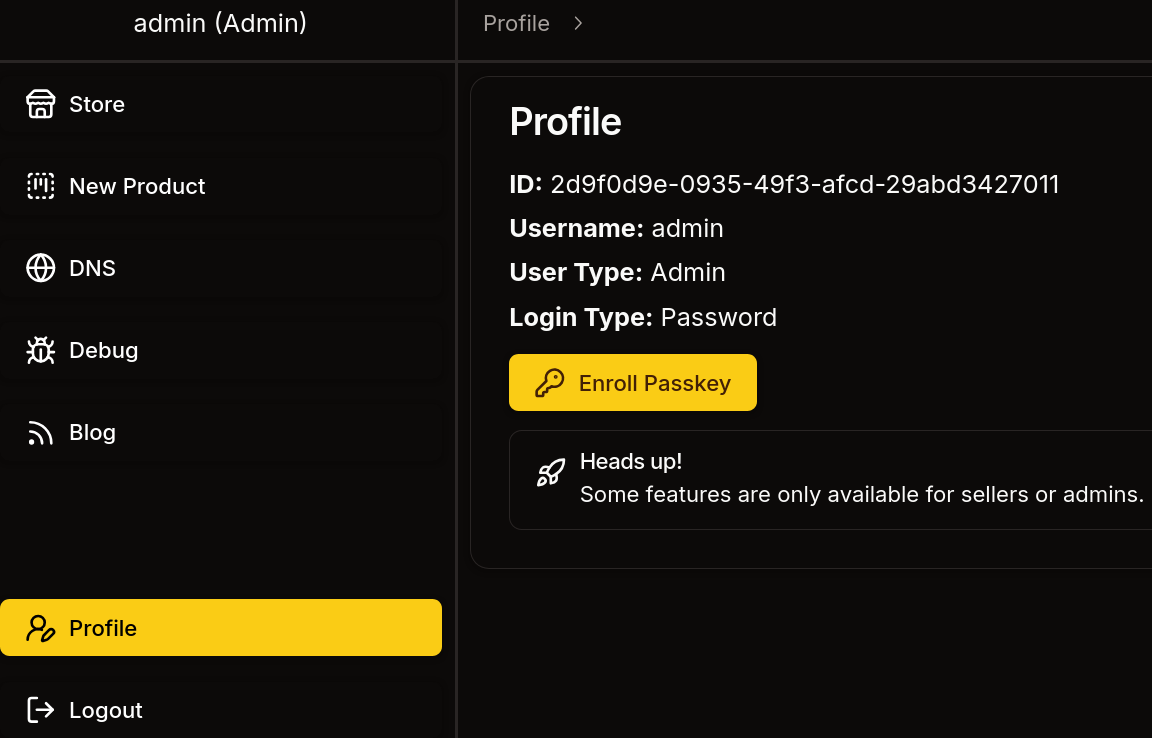 admin (Admin)
Profile
Store
New Product
DNS
Debug
Blog
Profile
Logout
Profile
ID: 2d9f0d9e-0935-49f3-afcd-29abd3427011
Username: admin
User Type: Admin
Login Type: Password
Enroll Passkey
Heads up!
Some features are only available for sellers or admins.